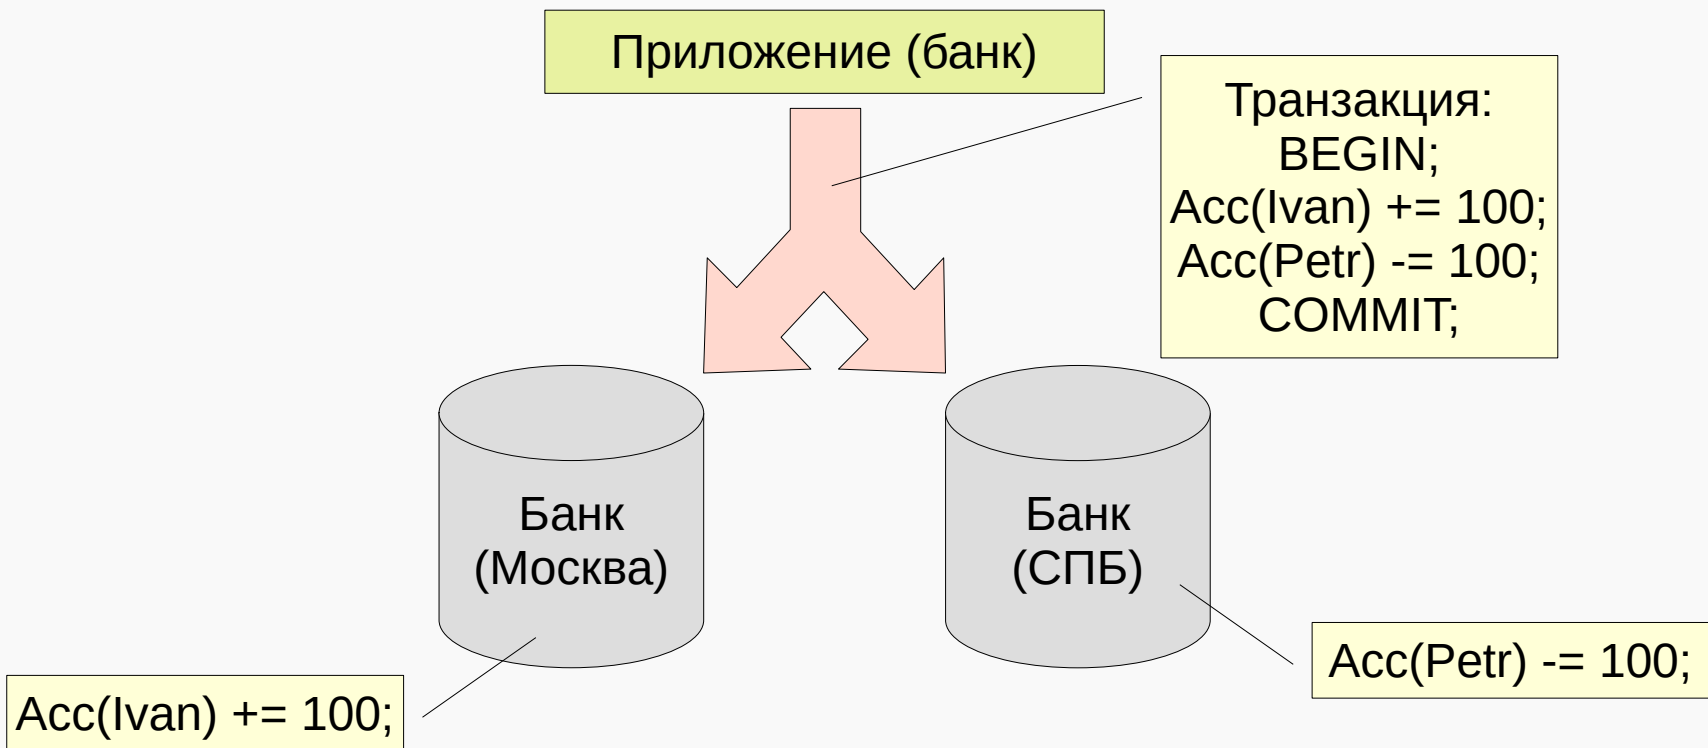 Приложение (банк)
Транзакция:
BEGIN;
Acc(Ivan) += 100;
Acc(Petr) -= 100;
COMMIT;
Банк
(Москва)
Банк
(СПБ)
Acc(Petr) -= 100;
Acc(Ivan) += 100;